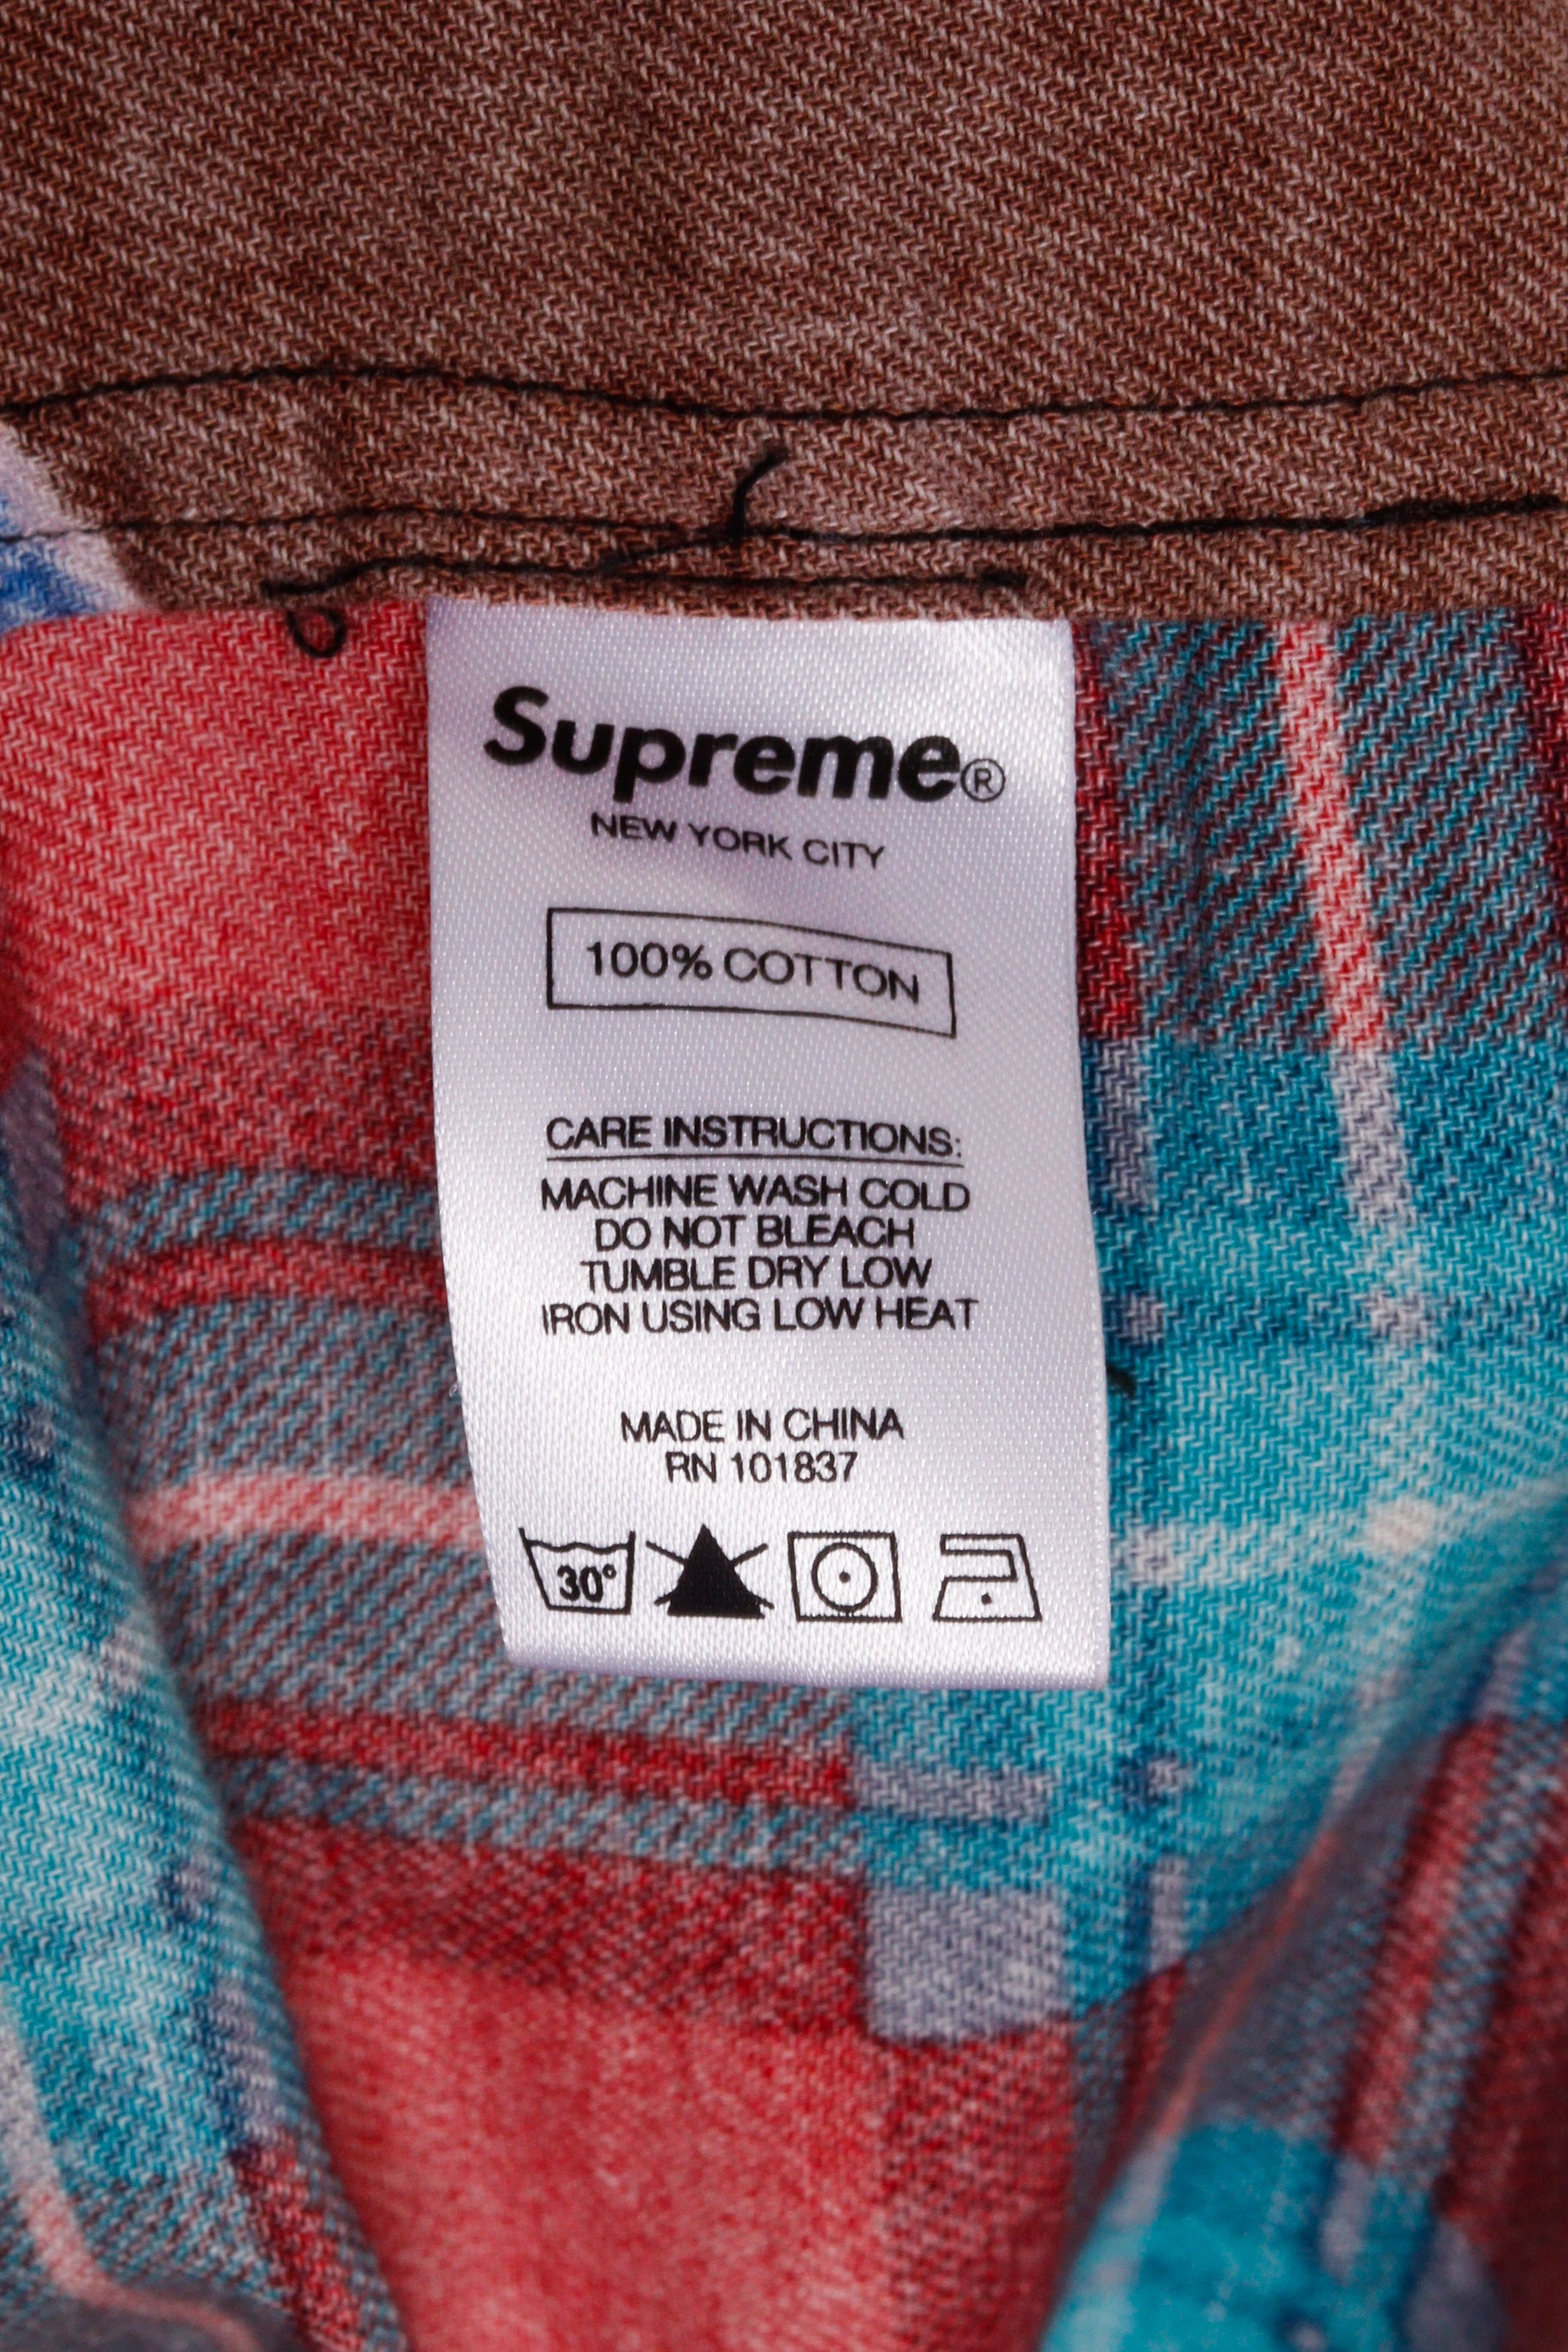 Supreme®
NEW YORK CITY
100% COTTON
CARE INSTRUCTIONS:
MACHINE WASH COLD
DO NOT BLEACH
TUMBLE DRY LOW
IRON USING LOW HEAT
MADE IN CHINA
RN 101837
30°